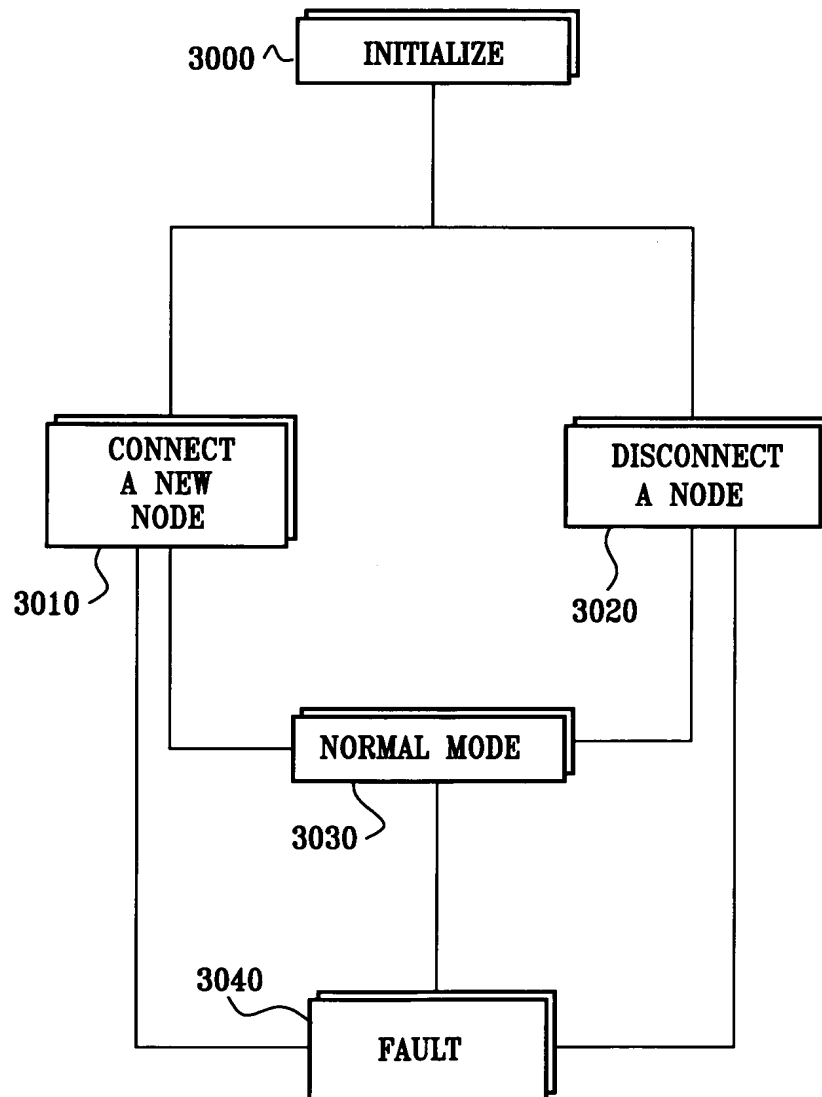 3000
INITIALIZE
CONNECT
A NEW
NODE
3010
DISCONNECT
A NODE
3020
NORMAL MODE
3030
3040
FAULT